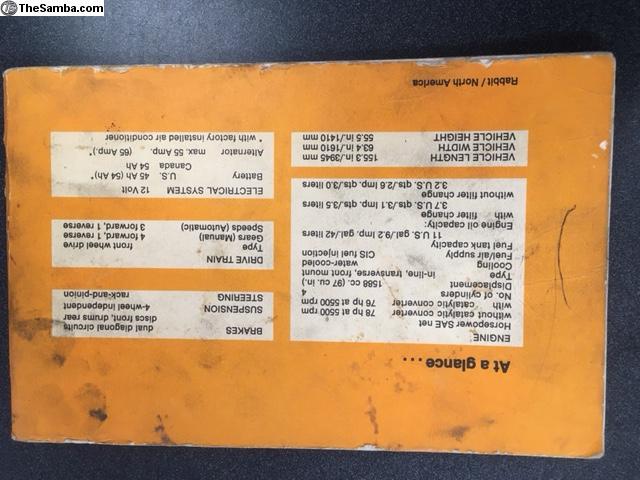 TheSamba.com
At a glance...
ENGINE
Horsepower SAE net
without catalytic converter 78 hp at 5500 rpm
with catalytic converter 76 hp at 5500 rpm
No. of cylinders 4
Displacement 1588 cc. (97 cu. in.)
Type in-line, transverse, front mount
Cooling water-cooled
Fuel/air supply CIS fuel injection
Fuel tank capacity
11 U.S. gal./9.2 Imp. gal./42 liters
Engine oil capacity:
with filter change
3.7 U.S. qts./3.1 Imp. qts./3.5 liters
without filter change
3.2 U.S. qts./2.6 Imp. qts./3.0 liters
VEHICLE LENGTH 155.3 in./3945 mm
VEHICLE WIDTH 63.4 in./1610 mm
VEHICLE HEIGHT 55.5 in./1410 mm
BRAKES dual diagonal circuits
discs front, drums rear
SUSPENSION 4-wheel independent
STEERING rack-and-pinion
DRIVE TRAIN
Type front wheel drive
Gears (Manual) 4 forward, 1 reverse
Speeds (Automatic) 3 forward, 1 reverse
ELECTRICAL SYSTEM 12 Volt
Battery U.S. 45 Ah (54 Ah*)
Canada 54 Ah
Alternator max. 55 Amp. (65 Amp.*)
* with factory installed air conditioner
Rabbit / North America